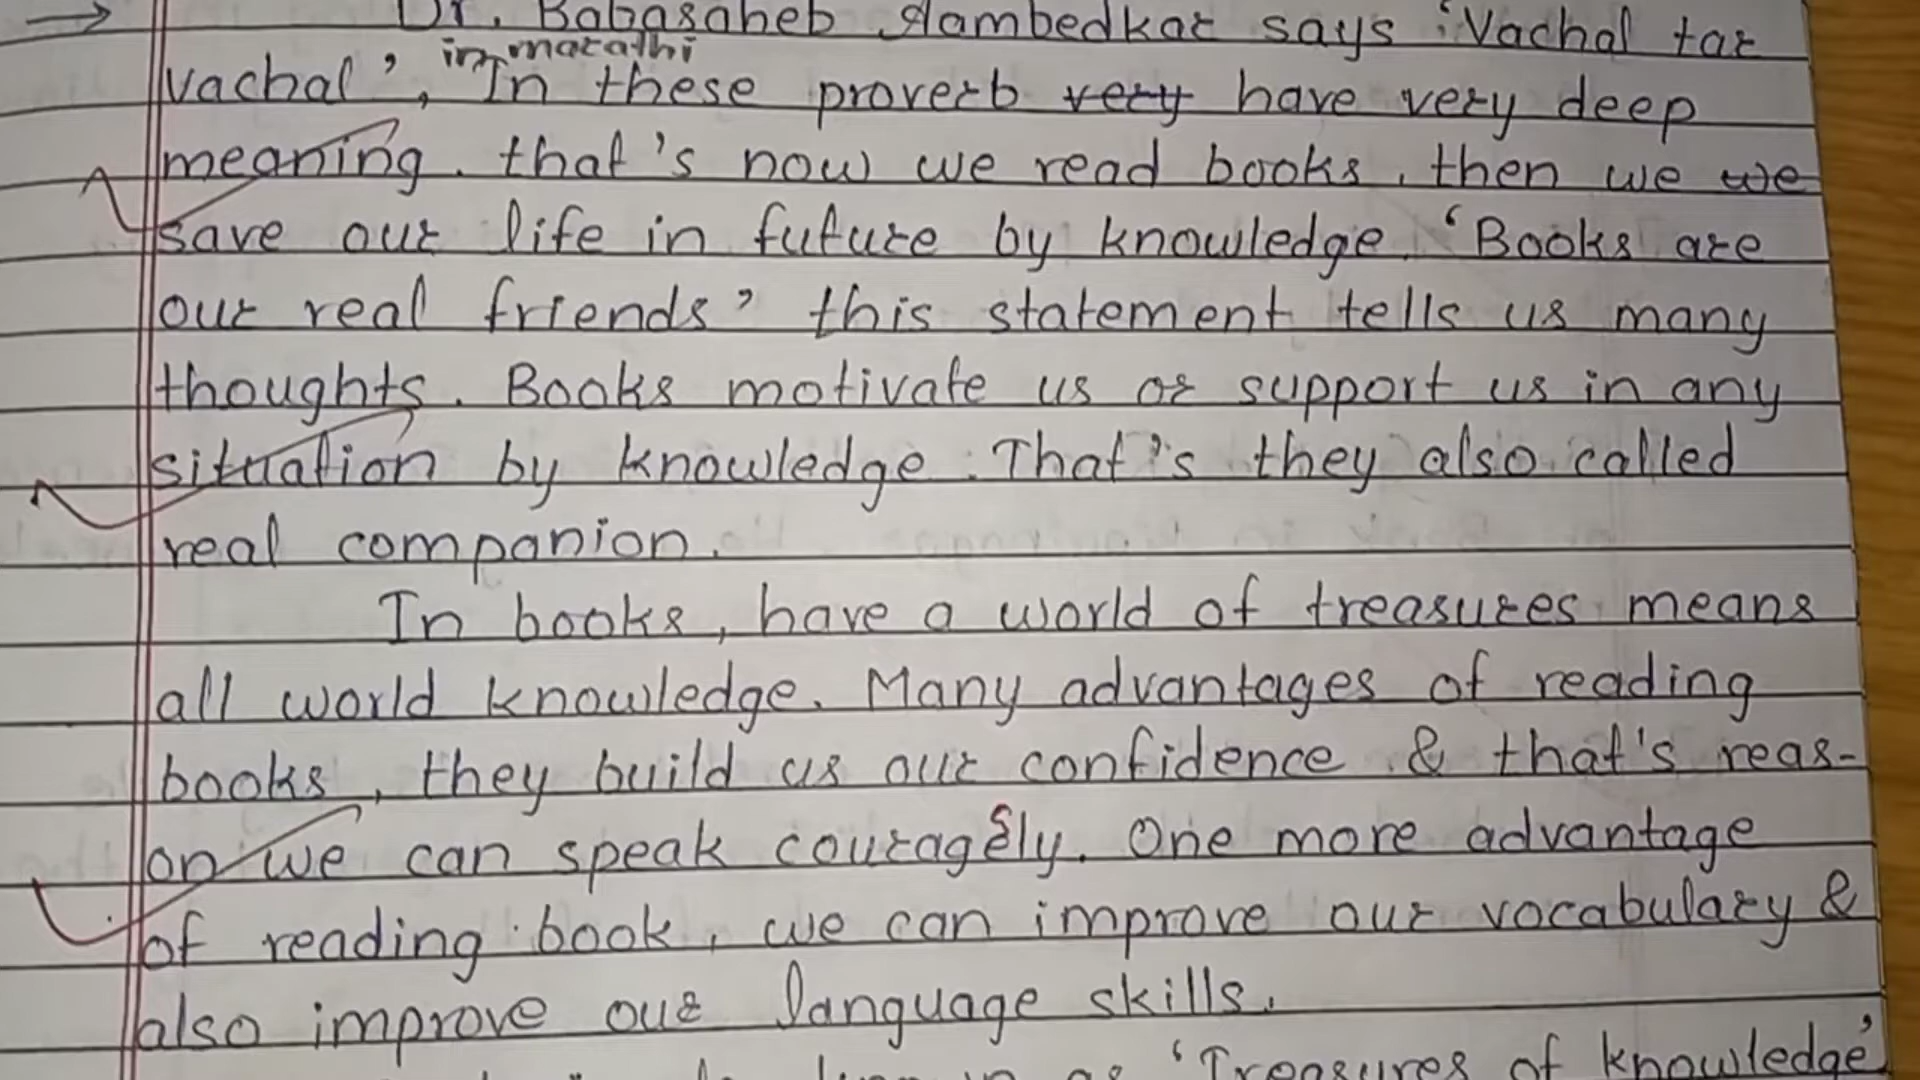 Dr. Babasaheb Aambedkar says 'Vachal tar
in marathi
vachal', In these proverb very have very deep
meaning. that's now we read books, then we we
save our life in future by knowledge. 'Books are
our real friends' this statement tells us many
thoughts. Books motivate us or support us in any
situation by knowledge. That's they also called
real companion.
In books, have a world of treasures means
all world knowledge. Many advantages of reading
books, they build us our confidence & that's reas-
on we can speak couragely. One more advantage
of reading book, we can improve our vocabulary &
also improve our language skills.
as 'Treasures of knowledge'